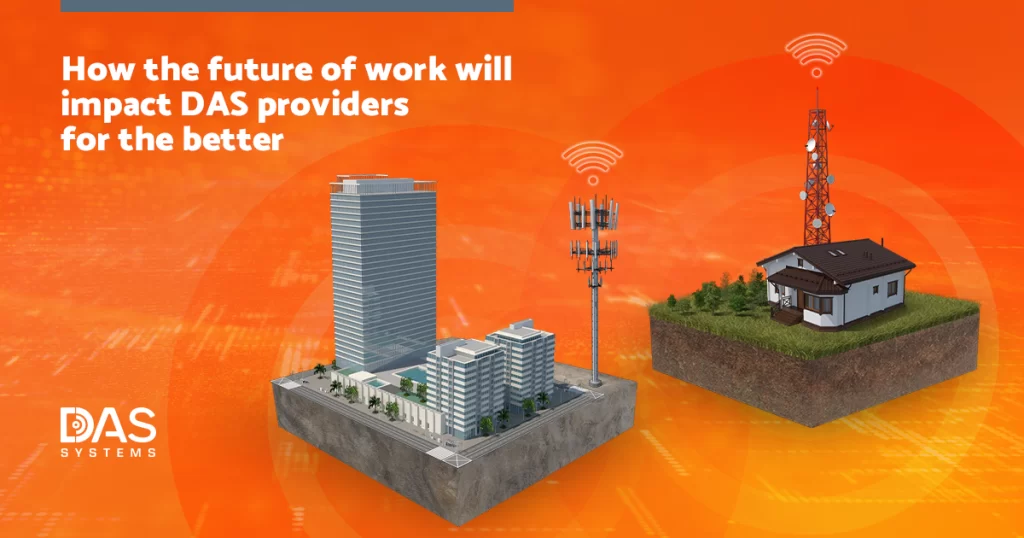 How the future of work will
impact DAS providers
for the better
DAS
SYSTEMS